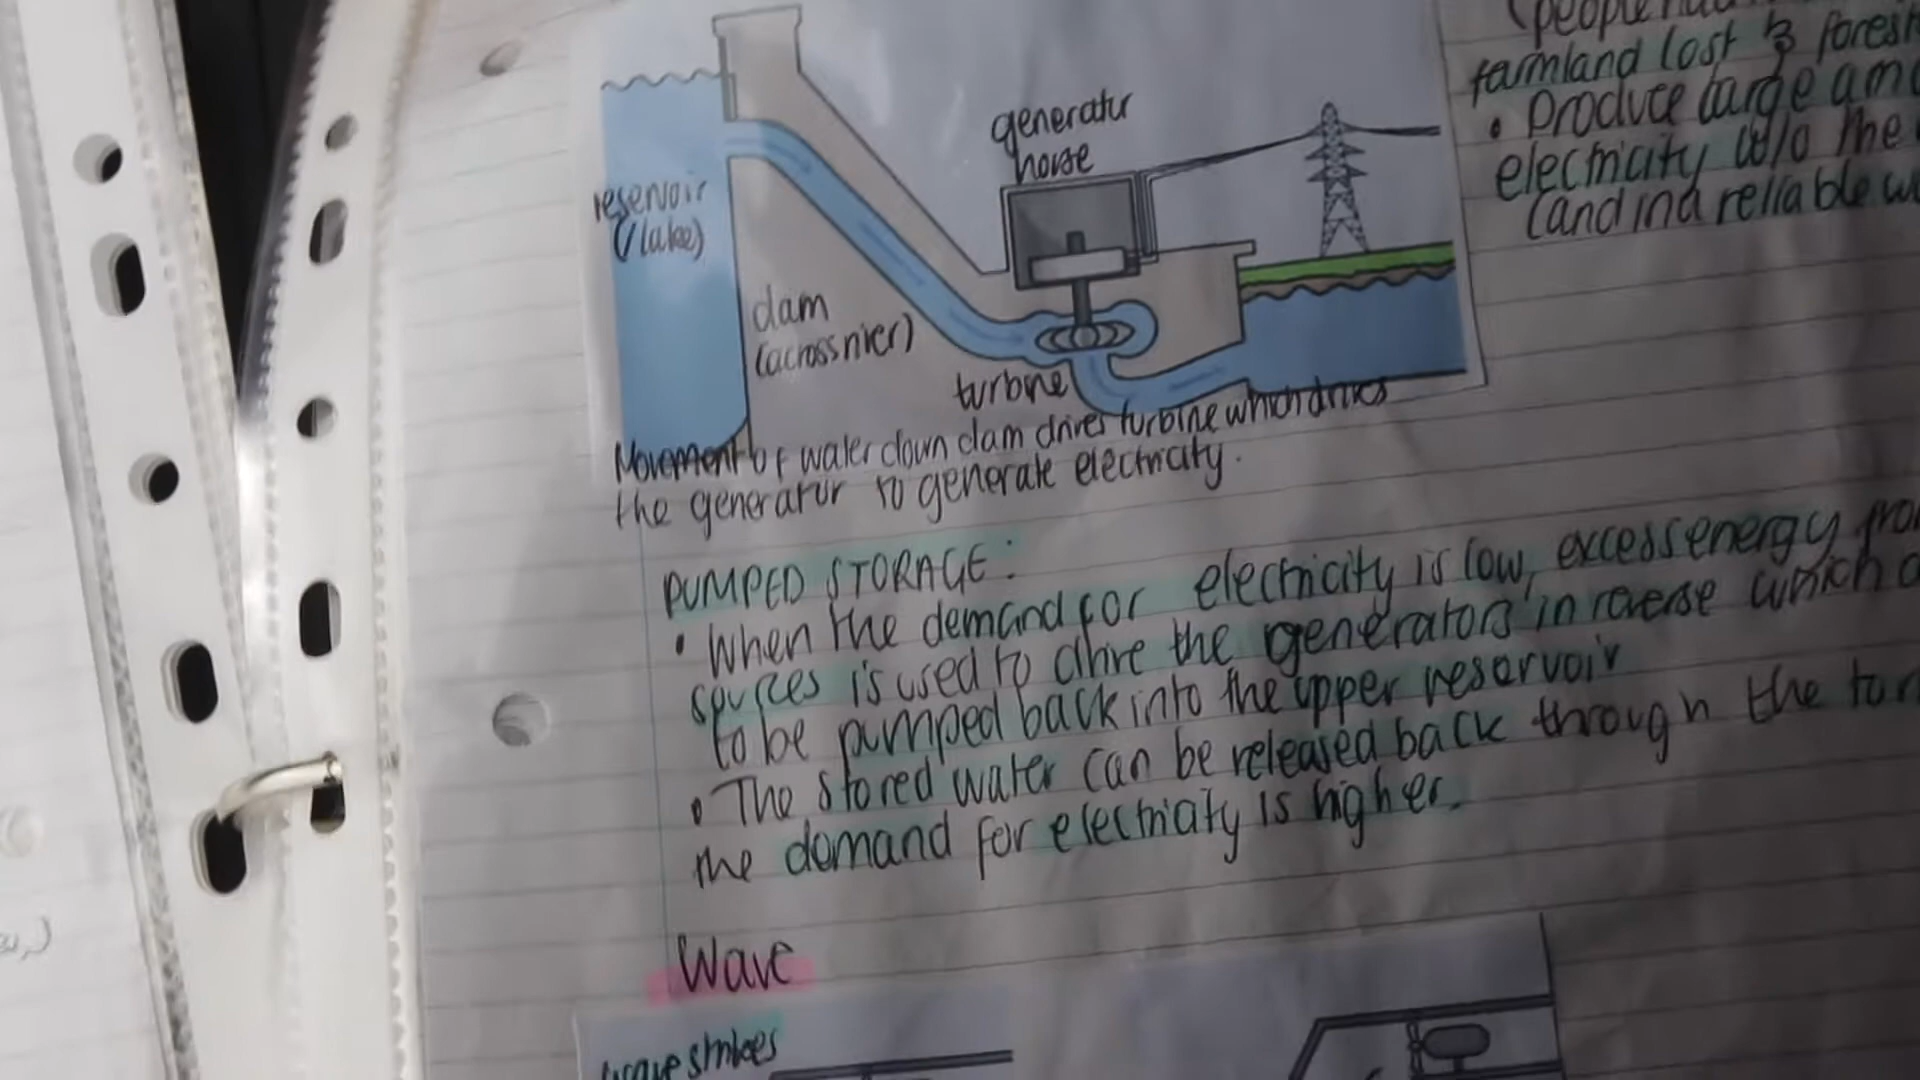 (people had
farmland lost & forest
• Produce large amo
electricity w/o the
(and ind reliable w
generator
house
reservoir
(/lake)
dam
(across river)
turbine
Movement of water down dam drives turbine which drives
the generator to generate electricity.
PUMPED STORAGE:
• When the demand for electricity is low, excess energy from
sources is used to drive the generators in reverse which
to be pumped back into the upper reservoir
• The stored water can be released back through the tur
the demand for electricity is higher.
Wave
wave strikes